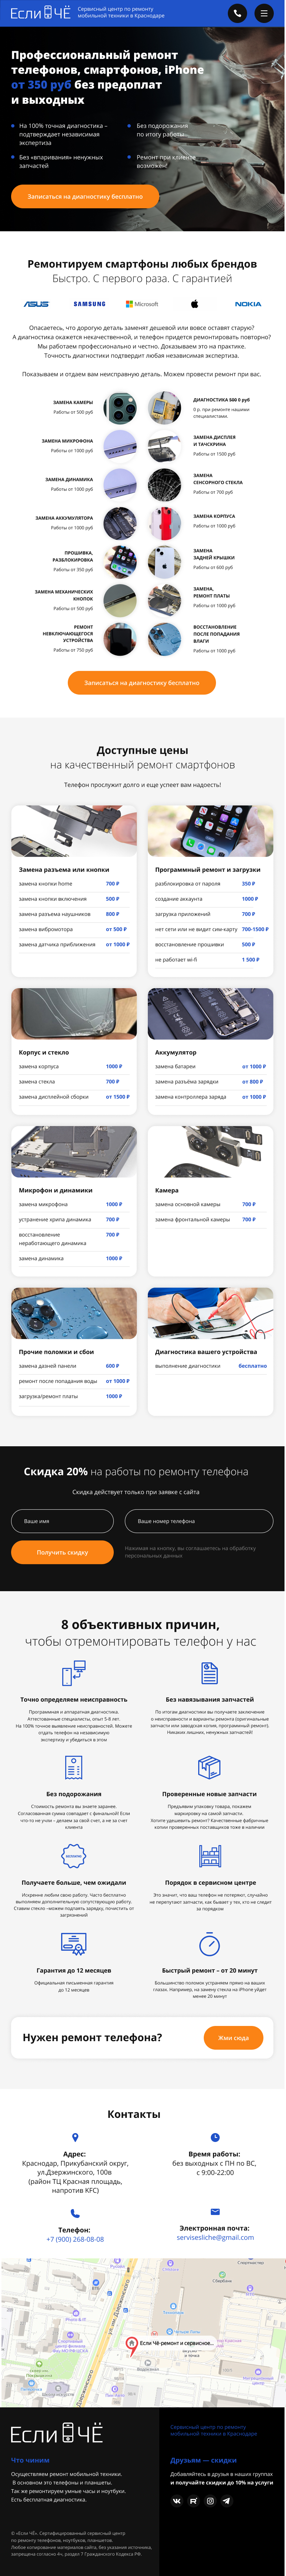 Если ЧЁ
Сервисный центр по ремонту
мобильной техники в Краснодаре
Профессиональный ремонт
телефонов, смартфонов, iPhone
от 350 руб без предоплат
и выходных
На 100% точная диагностика –
подтверждает независимая
экспертиза
Без подорожания
по итогу работы
Без «впаривания» ненужных
запчастей
Ремонт при клиенте
возможен!
Записаться на диагностику бесплатно
Ремонтируем смартфоны любых брендов
Быстро. С первого раза. С гарантией
ASUS
SAMSUNG
Microsoft
NOKIA
Опасаетесь, что дорогую деталь заменят дешевой или вовсе оставят старую?
А диагностика окажется некачественной, и телефон придется ремонтировать повторно?
Мы работаем профессионально и честно. Доказываем это на практике.
Точность диагностики подтвердит любая независимая экспертиза.
Показываем и отдаем вам неисправную деталь. Можем провести ремонт при вас.
ЗАМЕНА КАМЕРЫ
Работы от 500 руб
ДИАГНОСТИКА 500 0 руб
0 р. при ремонте нашими
специалистами.
ЗАМЕНА МИКРОФОНА
Работы от 1000 руб
ЗАМЕНА ДИСПЛЕЯ
И ТАЧСКРИНА
Работы от 1500 руб
ЗАМЕНА ДИНАМИКА
Работы от 1000 руб
ЗАМЕНА
СЕНСОРНОГО СТЕКЛА
Работы от 700 руб
ЗАМЕНА АККУМУЛЯТОРА
Работы от 1000 руб
ЗАМЕНА КОРПУСА
Работы от 1000 руб
ПРОШИВКА,
РАЗБЛОКИРОВКА
Работы от 350 руб
ЗАМЕНА
ЗАДНЕЙ КРЫШКИ
Работы от 600 руб
ЗАМЕНА МЕХАНИЧЕСКИХ
КНОПОК
Работы от 500 руб
ЗАМЕНА,
РЕМОНТ ПЛАТЫ
Работы от 1000 руб
РЕМОНТ
НЕВКЛЮЧАЮЩЕГОСЯ
УСТРОЙСТВА
Работы от 750 руб
ВОССТАНОВЛЕНИЕ
ПОСЛЕ ПОПАДАНИЯ
ВЛАГИ
Работы от 1000 руб
Записаться на диагностику бесплатно
Доступные цены
на качественный ремонт смартфонов
Телефон прослужит долго и еще успеет вам надоесть!
Замена разъема или кнопки
замена кнопки home 700 ₽
замена кнопки включения 500 ₽
замена разъема наушников 800 ₽
замена вибромотора от 500 ₽
замена датчика приближения от 1000 ₽
Программный ремонт и загрузки
разблокировка от пароля 350 ₽
создание аккаунта 1000 ₽
загрузка приложений 700 ₽
нет сети или не видит сим-карту 700-1500 ₽
восстановление прошивки 500 ₽
не работает wi-fi 1 500 ₽
Корпус и стекло
замена корпуса 1000 ₽
замена стекла 700 ₽
замена дисплейной сборки от 1500 ₽
Аккумулятор
замена батареи от 1000 ₽
замена разъёма зарядки от 800 ₽
замена контроллера заряда от 1000 ₽
Микрофон и динамики
замена микрофона 1000 ₽
устранение хрипа динамика 700 ₽
восстановление 700 ₽
неработающего динамика
замена динамика 1000 ₽
Камера
замена основной камеры 700 ₽
замена фронтальной камеры 700 ₽
Прочие поломки и сбои
замена задней панели 600 ₽
ремонт после попадания воды от 1000 ₽
загрузка/ремонт платы 1000 ₽
Диагностика вашего устройства
выполнение диагностики бесплатно
Скидка 20% на работы по ремонту телефона
Скидка действует только при заявке с сайта
Ваше имя
Ваше номер телефона
Получить скидку
Нажимая на кнопку, вы соглашаетесь на обработку
персональных данных
8 объективных причин,
чтобы отремонтировать телефон у нас
Точно определяем неисправность
Программная и аппаратная диагностика.
Аттестованные специалисты, опыт 5-8 лет.
На 100% точное выявление неисправностей. Можете
отдать телефон на независимую
экспертизу и убедиться в этом
Без навязывания запчастей
По итогам диагностики вы получаете заключение
о неисправности и варианты ремонта (оригинальные
запчасти или заводская копия, программный ремонт).
Никаких лишних, ненужных запчастей!
Без подорожания
Стоимость ремонта вы знаете заранее.
Согласованная сумма совпадает с финальной! Если
что-то не учли – делаем за свой счет, а не за счет
клиента
Проверенные новые запчасти
Предъявим упаковку товара, покажем
маркировку на самой запчасти.
Хотите удешевить ремонт? Качественные фабричные
копии проверенных поставщиков тоже в наличии
Получаете больше, чем ожидали
Искренне любим свою работу. Часто бесплатно
выполняем дополнительную сопутствующую работу.
Ставим стекло –можем подпаять зарядку, почистить от
загрязнений
Порядок в сервисном центре
Это значит, что ваш телефон не потеряют, случайно
не перепутают запчасти, как бывает у тех, кто не следит
за порядком
Гарантия до 12 месяцев
Официальная письменная гарантия
до 12 месяцев
Быстрый ремонт – от 20 минут
Большинство поломок устраняем прямо на ваших
глазах. Например, на замену стекла на iPhone уйдет
менее 20 минут
Нужен ремонт телефона?
Жми сюда
Контакты
Адрес:
Краснодар, Прикубанский округ,
ул.Дзержинского, 100в
(район ТЦ Красная площадь,
напротив KFC)
Время работы:
без выходных с ПН по ВС,
с 9:00-22:00
Телефон:
+7 (900) 268-08-08
Электронная почта:
servisesliche@gmail.com
Если Чё-ремонт и сервисное...
Если ЧЁ
Сервисный центр по ремонту
мобильной техники в Краснодаре
Что чиним
Осуществляем ремонт мобильной техники.
В основном это телефоны и планшеты.
Так же ремонтируем умные часы и ноутбуки.
Есть бесплатная диагностика.
Друзьям — скидки
Добавляйтесь в друзья в наших группах
и получайте скидки до 10% на услуги
© «Если ЧЁ». Сертифицированный сервисный центр
по ремонту телефонов, ноутбуков, планшетов.
Любое копирование материалов сайта, без указания источника,
запрещена согласно 4ч, раздел 7 Гражданского Кодекса РФ.